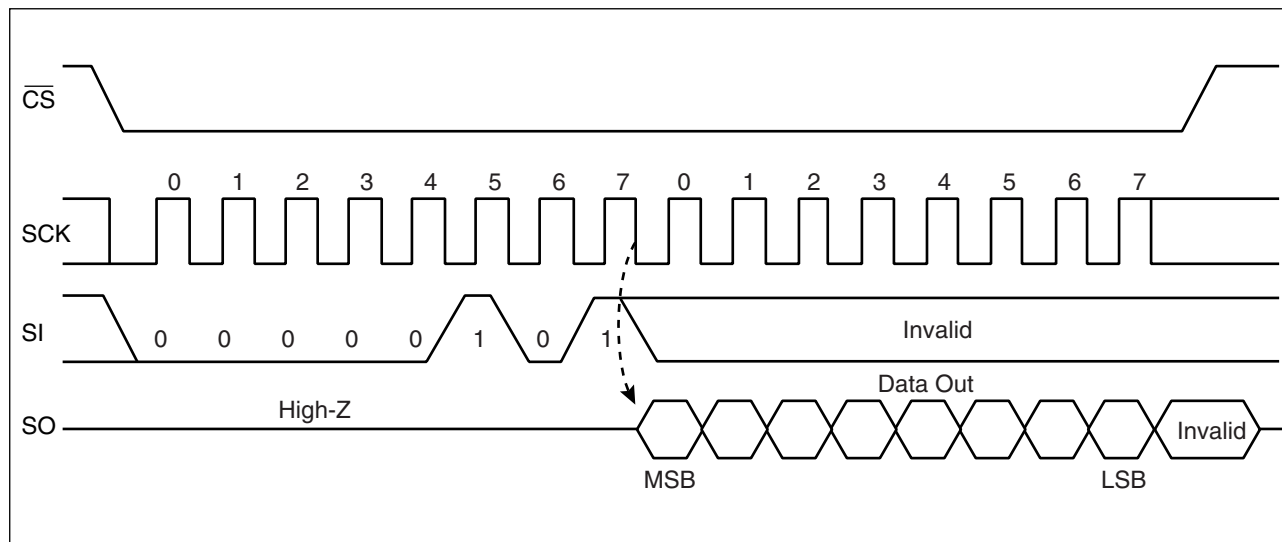 CS
0 1 2 3 4 5 6 7 0 1 2 3 4 5 6 7
SCK
SI 0 0 0 0 0 1 0 1 Invalid
Data Out
High-Z
SO Invalid
MSB LSB